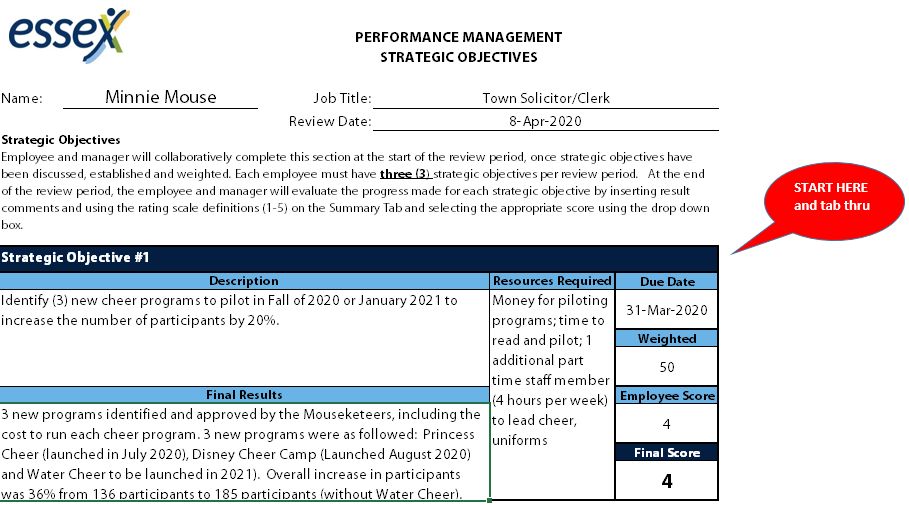 essex
PERFORMANCE MANAGEMENT
STRATEGIC OBJECTIVES
Name: Minnie Mouse Job Title: Town Solicitor/Clerk
Review Date: 8-Apr-2020
Strategic Objectives
Employee and manager will collaboratively complete this section at the start of the review period, once strategic objectives have
been discussed, established and weighted. Each employee must have three (3) strategic objectives per review period. At the end
of the review period, the employee and manager will evaluate the progress made for each strategic objective by inserting result
comments and using the rating scale definitions (1-5) on the Summary Tab and selecting the appropriate score using the drop down
box.
START HERE
and tab thru
Strategic Objective #1
Description
Identify (3) new cheer programs to pilot in Fall of 2020 or January 2021 to
increase the number of participants by 20%.
Resources Required
Money for piloting
programs; time to
read and pilot; 1
additional part
time staff member
(4 hours per week)
to lead cheer,
uniforms
Due Date
31-Mar-2020
Weighted
50
Employee Score
4
Final Score
4
Final Results
3 new programs identified and approved by the Mouseketeers, including the
cost to run each cheer program. 3 new programs were as followed: Princess
Cheer (launched in July 2020), Disney Cheer Camp (Launched August 2020)
and Water Cheer to be launched in 2021). Overall increase in participants
was 36% from 136 participants to 185 participants (without Water Cheer).